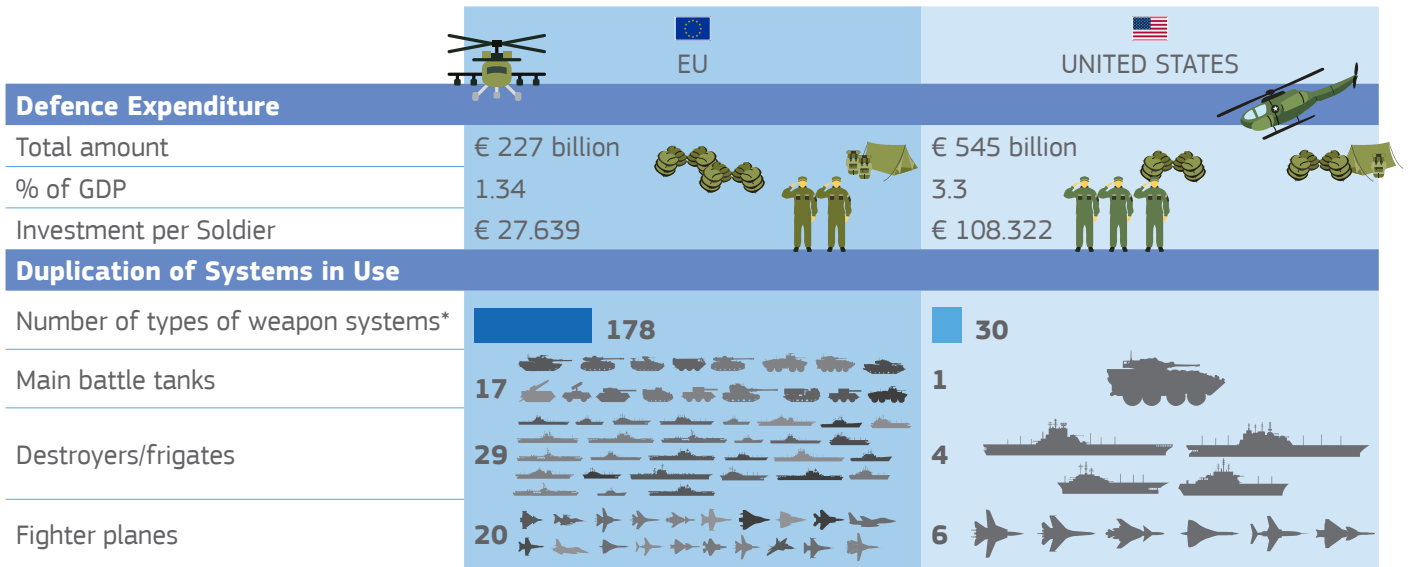 EU
UNITED STATES
Defence Expenditure
Total amount € 227 billion € 545 billion
% of GDP 1.34 3.3
Investment per Soldier € 27.639 € 108.322
Duplication of Systems in Use
Number of types of weapon systems* 178 30
Main battle tanks 17 1
Destroyers/frigates 29 4
Fighter planes 20 6